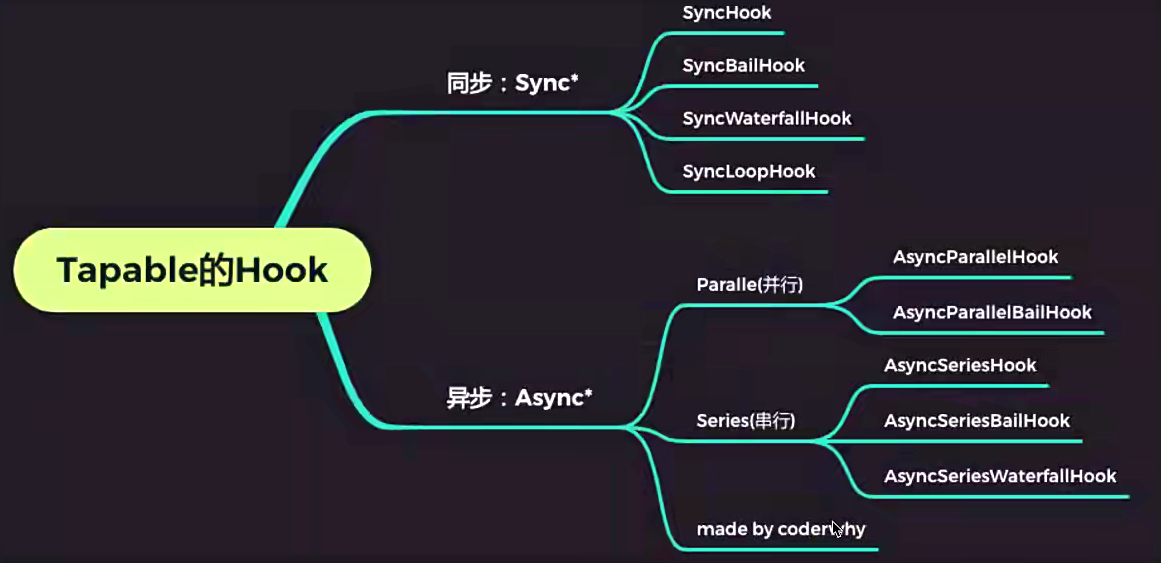 SyncHook
SyncBailHook
同步：Sync*
SyncWaterfallHook
SyncLoopHook
Tapable的Hook
AsyncParallelHook
Paralle(并行)
AsyncParallelBailHook
AsyncSeriesHook
异步：Async*
Series(串行)
AsyncSeriesBailHook
AsyncSeriesWaterfallHook
made by coderwhy